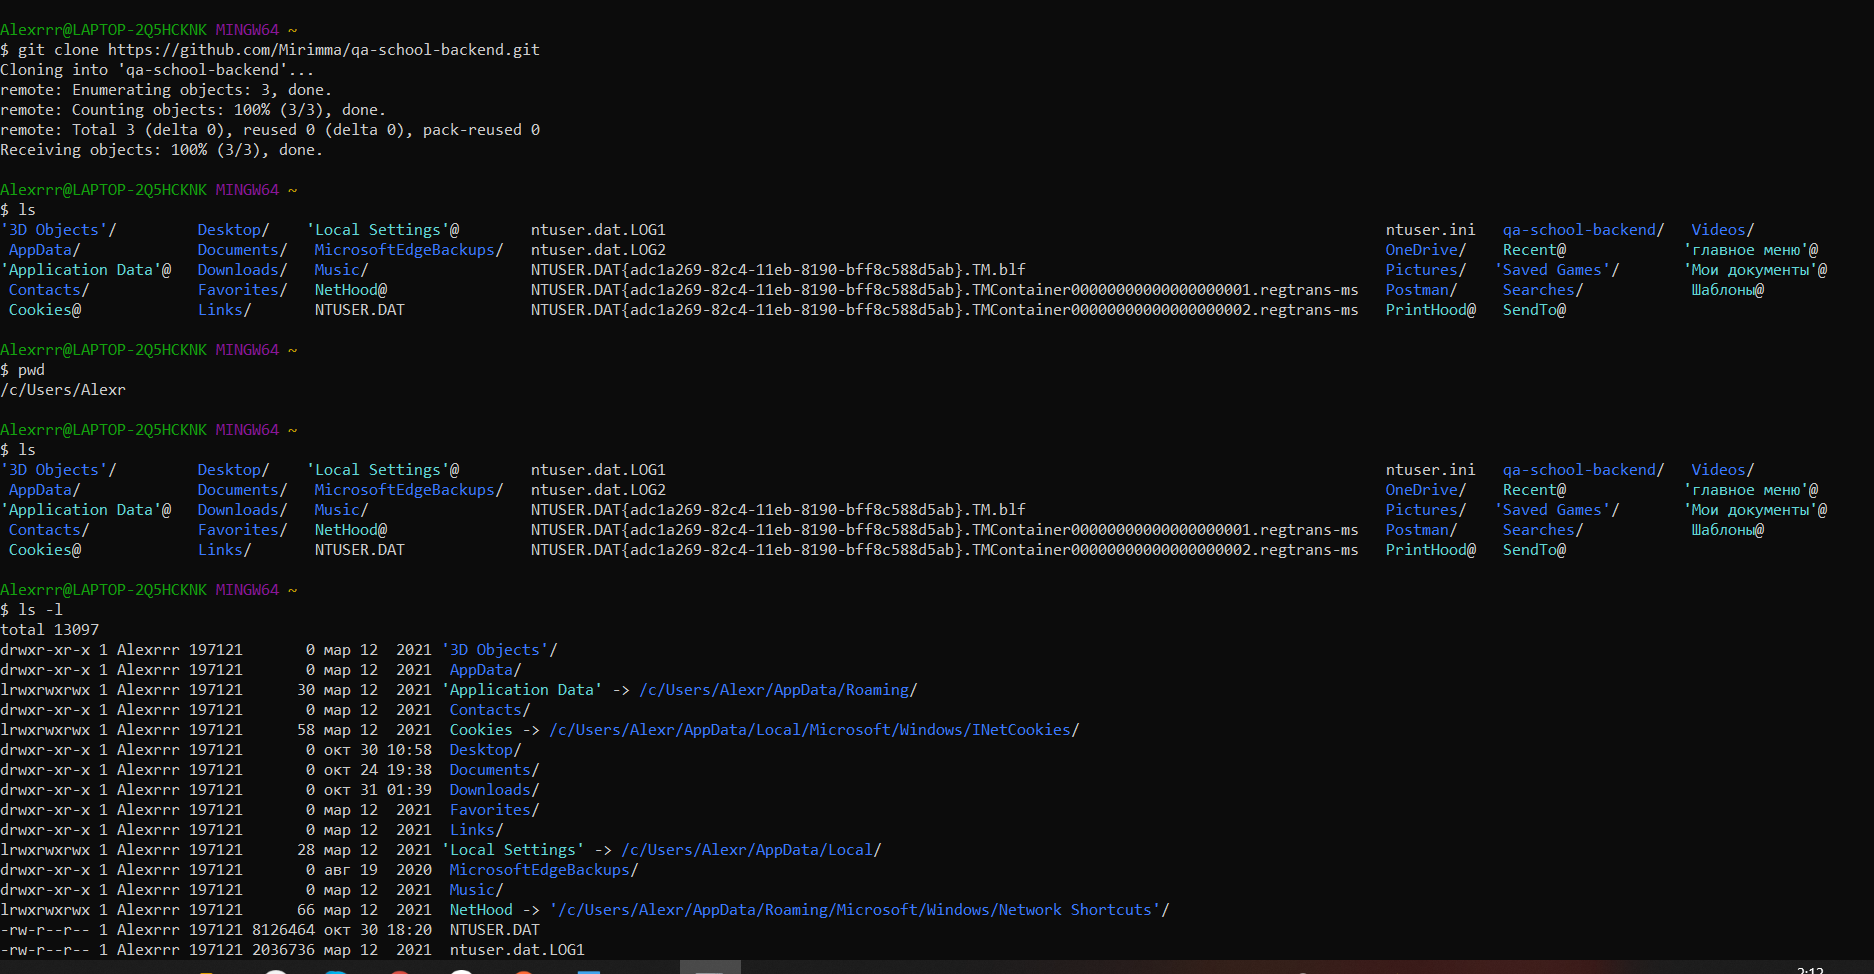 Alexrrr@LAPTOP-2Q5HCKNK MINGW64 ~
$ git clone https://github.com/Mirimma/qa-school-backend.git
Cloning into 'qa-school-backend'...
remote: Enumerating objects: 3, done.
remote: Counting objects: 100% (3/3), done.
remote: Total 3 (delta 0), reused 0 (delta 0), pack-reused 0
Receiving objects: 100% (3/3), done.
Alexrrr@LAPTOP-2Q5HCKNK MINGW64 ~
$ ls
'3D Objects'/ Desktop/ 'Local Settings'@ ntuser.dat.LOG1 ntuser.ini qa-school-backend/ Videos/
AppData/ Documents/ MicrosoftEdgeBackups/ ntuser.dat.LOG2 OneDrive/ Recent@ 'главное меню'@
'Application Data'@ Downloads/ Music/ NTUSER.DAT{adc1a269-82c4-11eb-8190-bff8c588d5ab}.TM.blf Pictures/ 'Saved Games'/ 'Мои документы'@
Contacts/ Favorites/ NetHood@ NTUSER.DAT{adc1a269-82c4-11eb-8190-bff8c588d5ab}.TMContainer00000000000000000001.regtrans-ms Postman/ Searches/ Шаблоны@
Cookies@ Links/ NTUSER.DAT NTUSER.DAT{adc1a269-82c4-11eb-8190-bff8c588d5ab}.TMContainer00000000000000000002.regtrans-ms PrintHood@ SendTo@
Alexrrr@LAPTOP-2Q5HCKNK MINGW64 ~
$ pwd
/c/Users/Alexr
Alexrrr@LAPTOP-2Q5HCKNK MINGW64 ~
$ ls
'3D Objects'/ Desktop/ 'Local Settings'@ ntuser.dat.LOG1 ntuser.ini qa-school-backend/ Videos/
AppData/ Documents/ MicrosoftEdgeBackups/ ntuser.dat.LOG2 OneDrive/ Recent@ 'главное меню'@
'Application Data'@ Downloads/ Music/ NTUSER.DAT{adc1a269-82c4-11eb-8190-bff8c588d5ab}.TM.blf Pictures/ 'Saved Games'/ 'Мои документы'@
Contacts/ Favorites/ NetHood@ NTUSER.DAT{adc1a269-82c4-11eb-8190-bff8c588d5ab}.TMContainer00000000000000000001.regtrans-ms Postman/ Searches/ Шаблоны@
Cookies@ Links/ NTUSER.DAT NTUSER.DAT{adc1a269-82c4-11eb-8190-bff8c588d5ab}.TMContainer00000000000000000002.regtrans-ms PrintHood@ SendTo@
Alexrrr@LAPTOP-2Q5HCKNK MINGW64 ~
$ ls -l
total 13097
drwxr-xr-x 1 Alexrrr 197121 0 мар 12 2021 '3D Objects'/
drwxr-xr-x 1 Alexrrr 197121 0 мар 12 2021 AppData/
lrwxrwxrwx 1 Alexrrr 197121 30 мар 12 2021 'Application Data' -> /c/Users/Alexr/AppData/Roaming/
drwxr-xr-x 1 Alexrrr 197121 0 мар 12 2021 Contacts/
lrwxrwxrwx 1 Alexrrr 197121 58 мар 12 2021 Cookies -> /c/Users/Alexr/AppData/Local/Microsoft/Windows/INetCookies/
drwxr-xr-x 1 Alexrrr 197121 0 окт 30 10:58 Desktop/
drwxr-xr-x 1 Alexrrr 197121 0 окт 24 19:38 Documents/
drwxr-xr-x 1 Alexrrr 197121 0 окт 31 01:39 Downloads/
drwxr-xr-x 1 Alexrrr 197121 0 мар 12 2021 Favorites/
drwxr-xr-x 1 Alexrrr 197121 0 мар 12 2021 Links/
lrwxrwxrwx 1 Alexrrr 197121 28 мар 12 2021 'Local Settings' -> /c/Users/Alexr/AppData/Local/
drwxr-xr-x 1 Alexrrr 197121 0 авг 19 2020 MicrosoftEdgeBackups/
drwxr-xr-x 1 Alexrrr 197121 0 мар 12 2021 Music/
lrwxrwxrwx 1 Alexrrr 197121 66 мар 12 2021 NetHood -> '/c/Users/Alexr/AppData/Roaming/Microsoft/Windows/Network Shortcuts'/
-rw-r--r-- 1 Alexrrr 197121 8126464 окт 30 18:20 NTUSER.DAT
-rw-r--r-- 1 Alexrrr 197121 2036736 мар 12 2021 ntuser.dat.LOG1